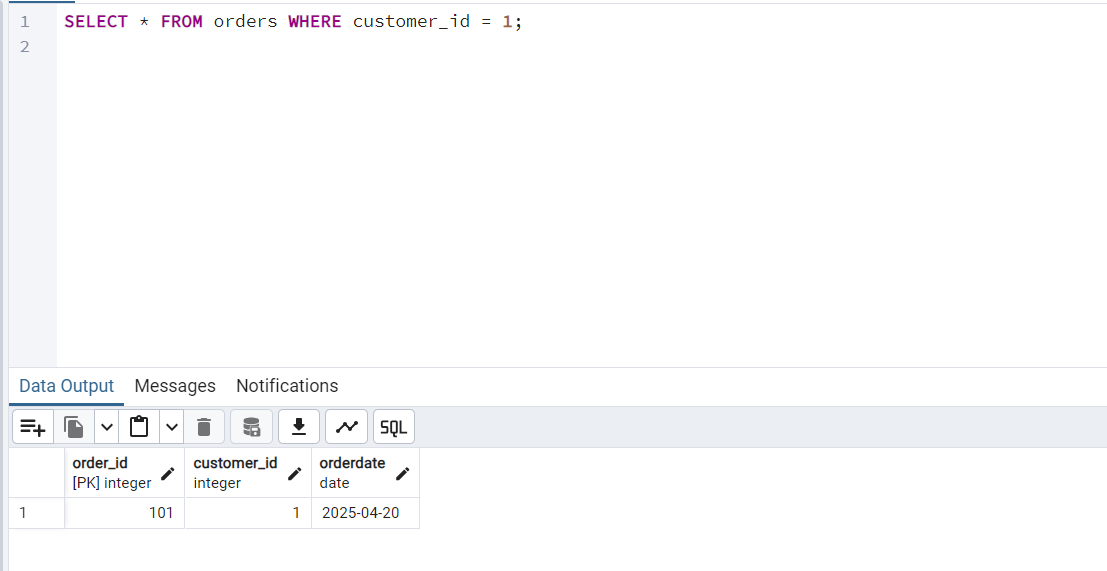 1 SELECT * FROM orders WHERE customer_id = 1;
2
Data Output Messages Notifications
SQL
order_id customer_id orderdate
[PK] integer integer date
1 101 1 2025-04-20